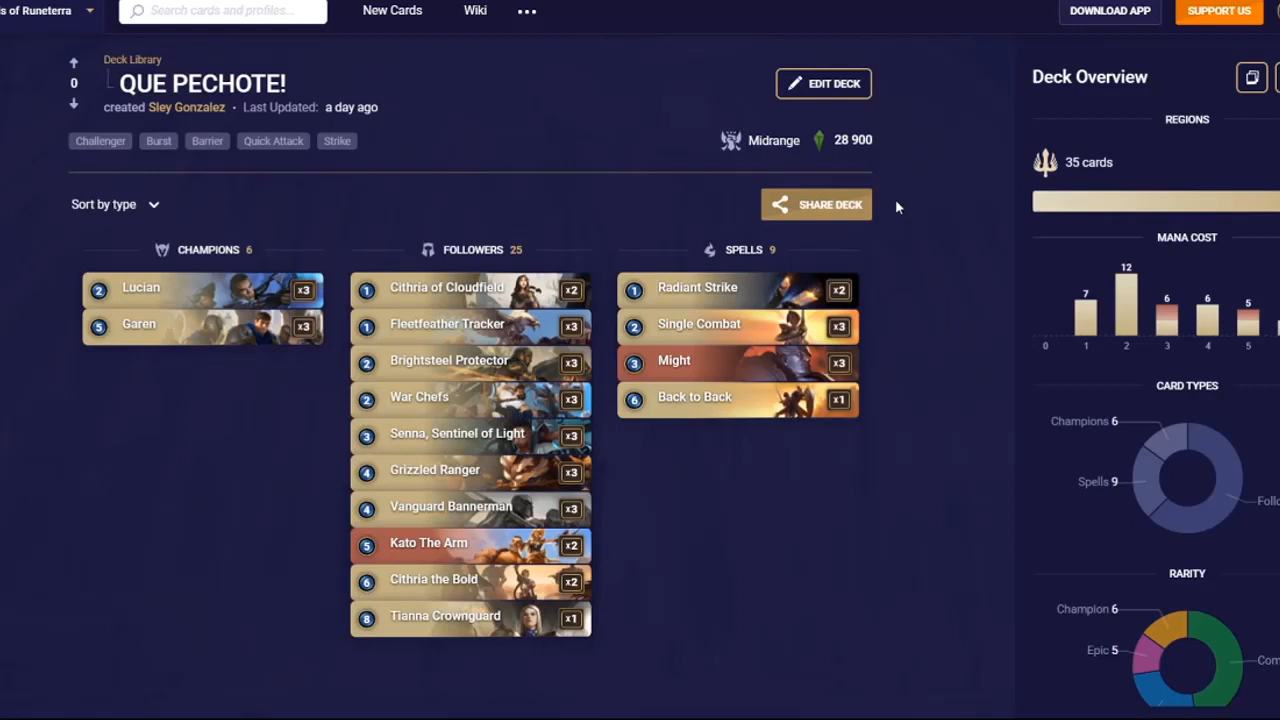 s of Runeterra
Search cards and profiles...
New Cards
Wiki
DOWNLOAD APP
SUPPORT US
Deck Library
0
QUE PECHOTE!
EDIT DECK
created Sley Gonzalez • Last Updated: a day ago
Challenger
Burst
Barrier
Quick Attack
Strike
Midrange
28 900
Sort by type
SHARE DECK
CHAMPIONS 6
2 Lucian x3
5 Garen x3
FOLLOWERS 25
1 Cithria of Cloudfield x2
1 Fleetfeather Tracker x3
2 Brightsteel Protector x3
2 War Chefs x3
3 Senna, Sentinel of Light x3
4 Grizzled Ranger x3
4 Vanguard Bannerman x3
5 Kato The Arm x2
6 Cithria the Bold x2
8 Tianna Crownguard x1
SPELLS 9
1 Radiant Strike x2
2 Single Combat x3
3 Might x3
6 Back to Back x1
Deck Overview
REGIONS
35 cards
MANA COST
7 12 6 6 5
0 1 2 3 4 5
CARD TYPES
Champions 6
Spells 9
Follo
RARITY
Champion 6
Epic 5
Com